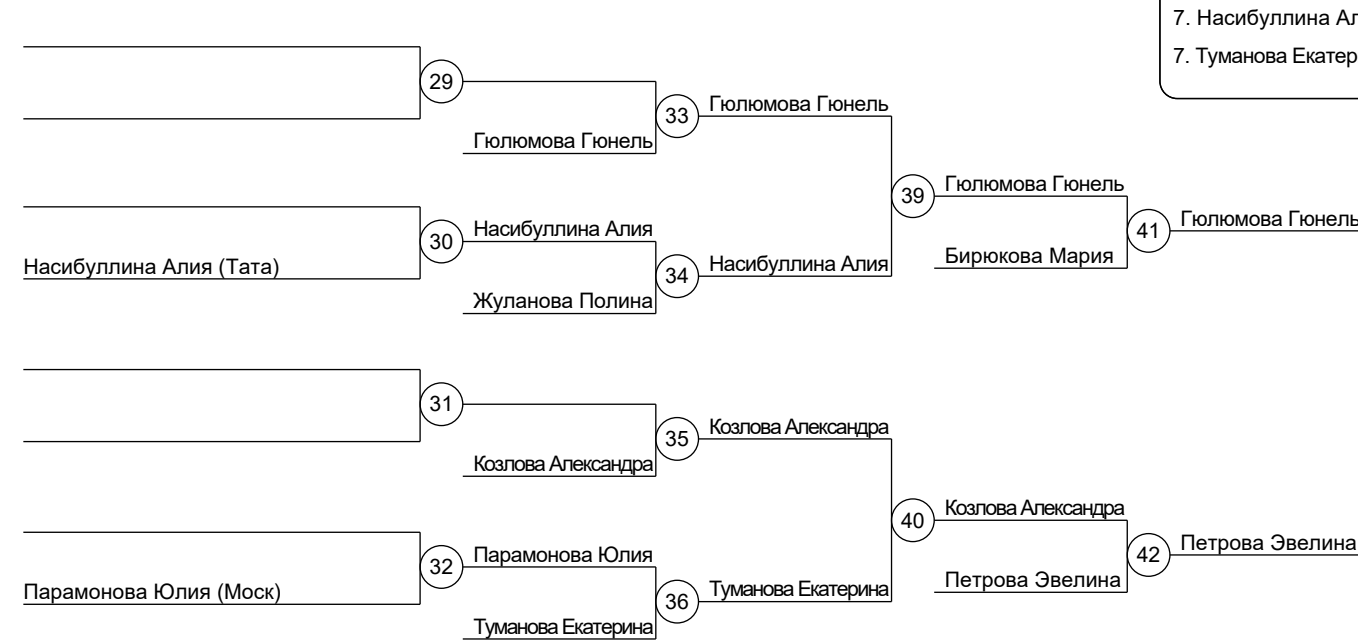 7. Насибуллина
7. Туманова
29
33
Гюлюмова Гюнель
Гюлюмова Гюнель
39
Гюлюмова Гюнель
30
Насибуллина Алия
41
Гюлюмова Гюнель
Насибуллина Алия (Тата)
34
Насибуллина Алия
Бирюкова Мария
Жуланова Полина
31
35
Козлова Александра
Козлова Александра
40
Козлова Александра
32
Парамонова Юлия
42
Петрова Эвелина
Парамонова Юлия (Моск)
36
Туманова Екатерина
Петрова Эвелина
Туманова Екатерина